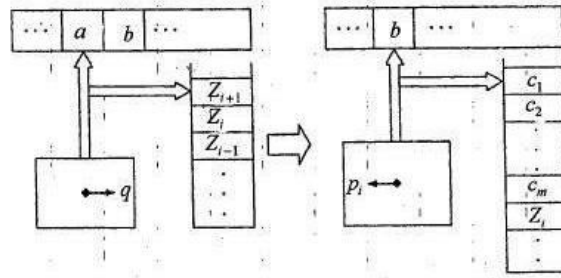 ··· a b ···
··· b ···
Z_{i+1}
Z_i
Z_{i-1}
q
c_1
c_2
p_i
c_m
Z_i